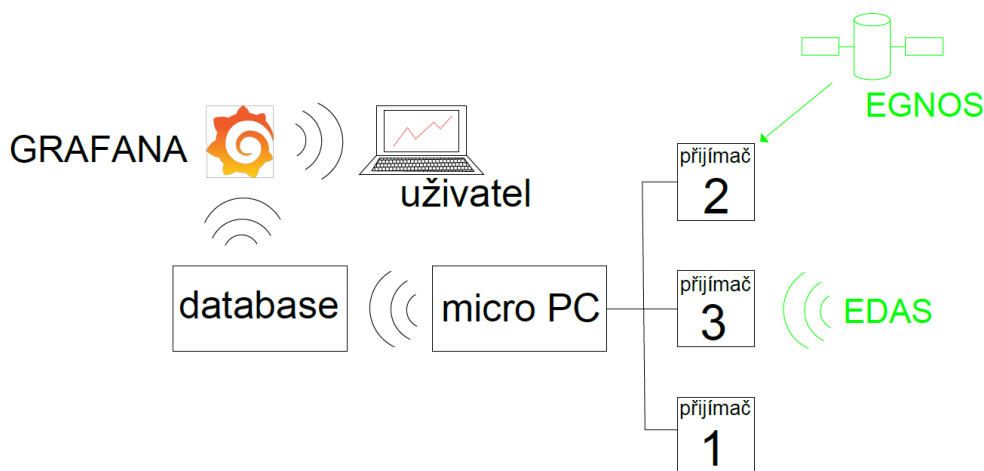 EGNOS
GRAFANA
uživatel
přijímač
2
database
micro PC
přijímač
3
EDAS
přijímač
1